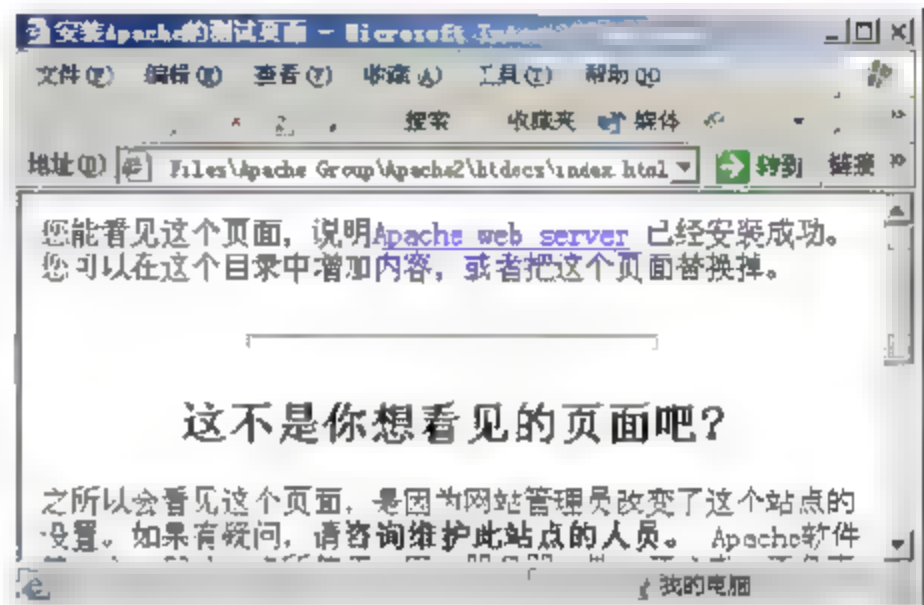 安装Apache的测试页面 - Microsoft
文件(F) 编辑(E) 查看(V) 收藏(A) 工具(T) 帮助(H)
搜索 收藏夹 媒体
地址(D) Files\Apache Group\Apache2\htdocs\index.html 转到 链接 »
您能看见这个页面，说明Apache web server 已经安装成功。
您可以在这个目录中增加内容，或者把这个页面替换掉。
这不是你想看见的页面吧？
之所以会看见这个页面，是因为网站管理员改变了这个站点的
设置。如果有疑问，请咨询维护此站点的人员。 Apache软件
我的电脑